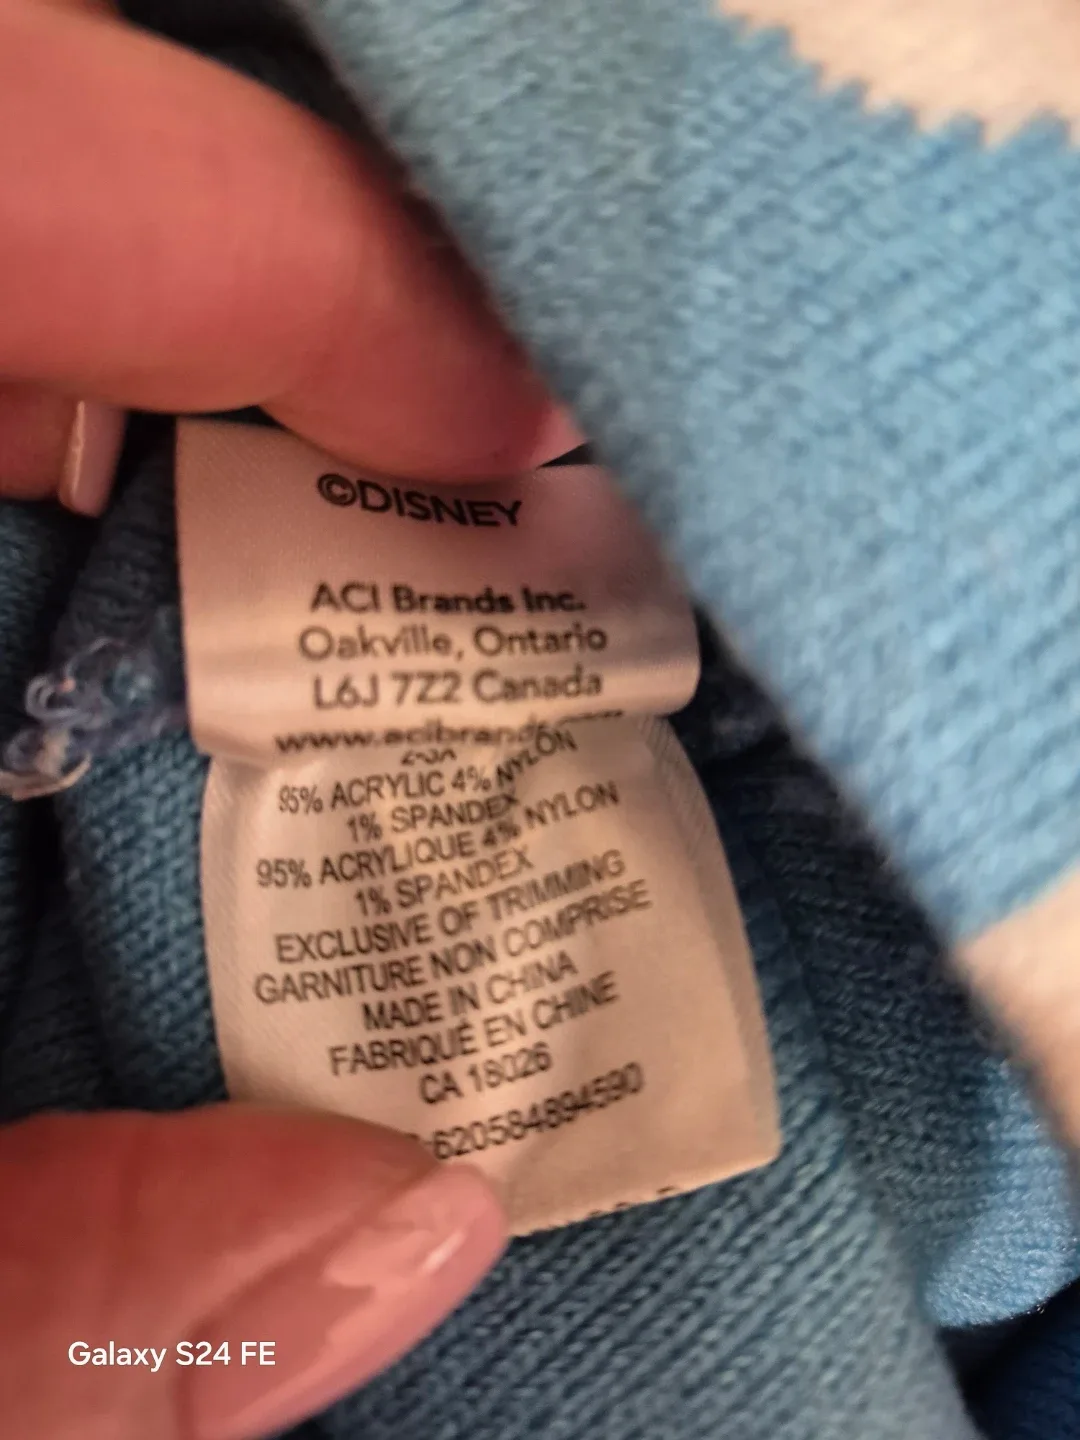 ©DISNEY
ACI Brands Inc.
Oakville, Ontario
L6J 7Z2 Canada
95% ACRYLIC 4% NYLON
1% SPANDEX
95% ACRYLIQUE 4% NYLON
1% SPANDEX
EXCLUSIVE OF TRIMMING
GARNITURE NON COMPRISE
MADE IN CHINA
FABRIQUÉ EN CHINE
CA 18026
620584894590
Galaxy S24 FE